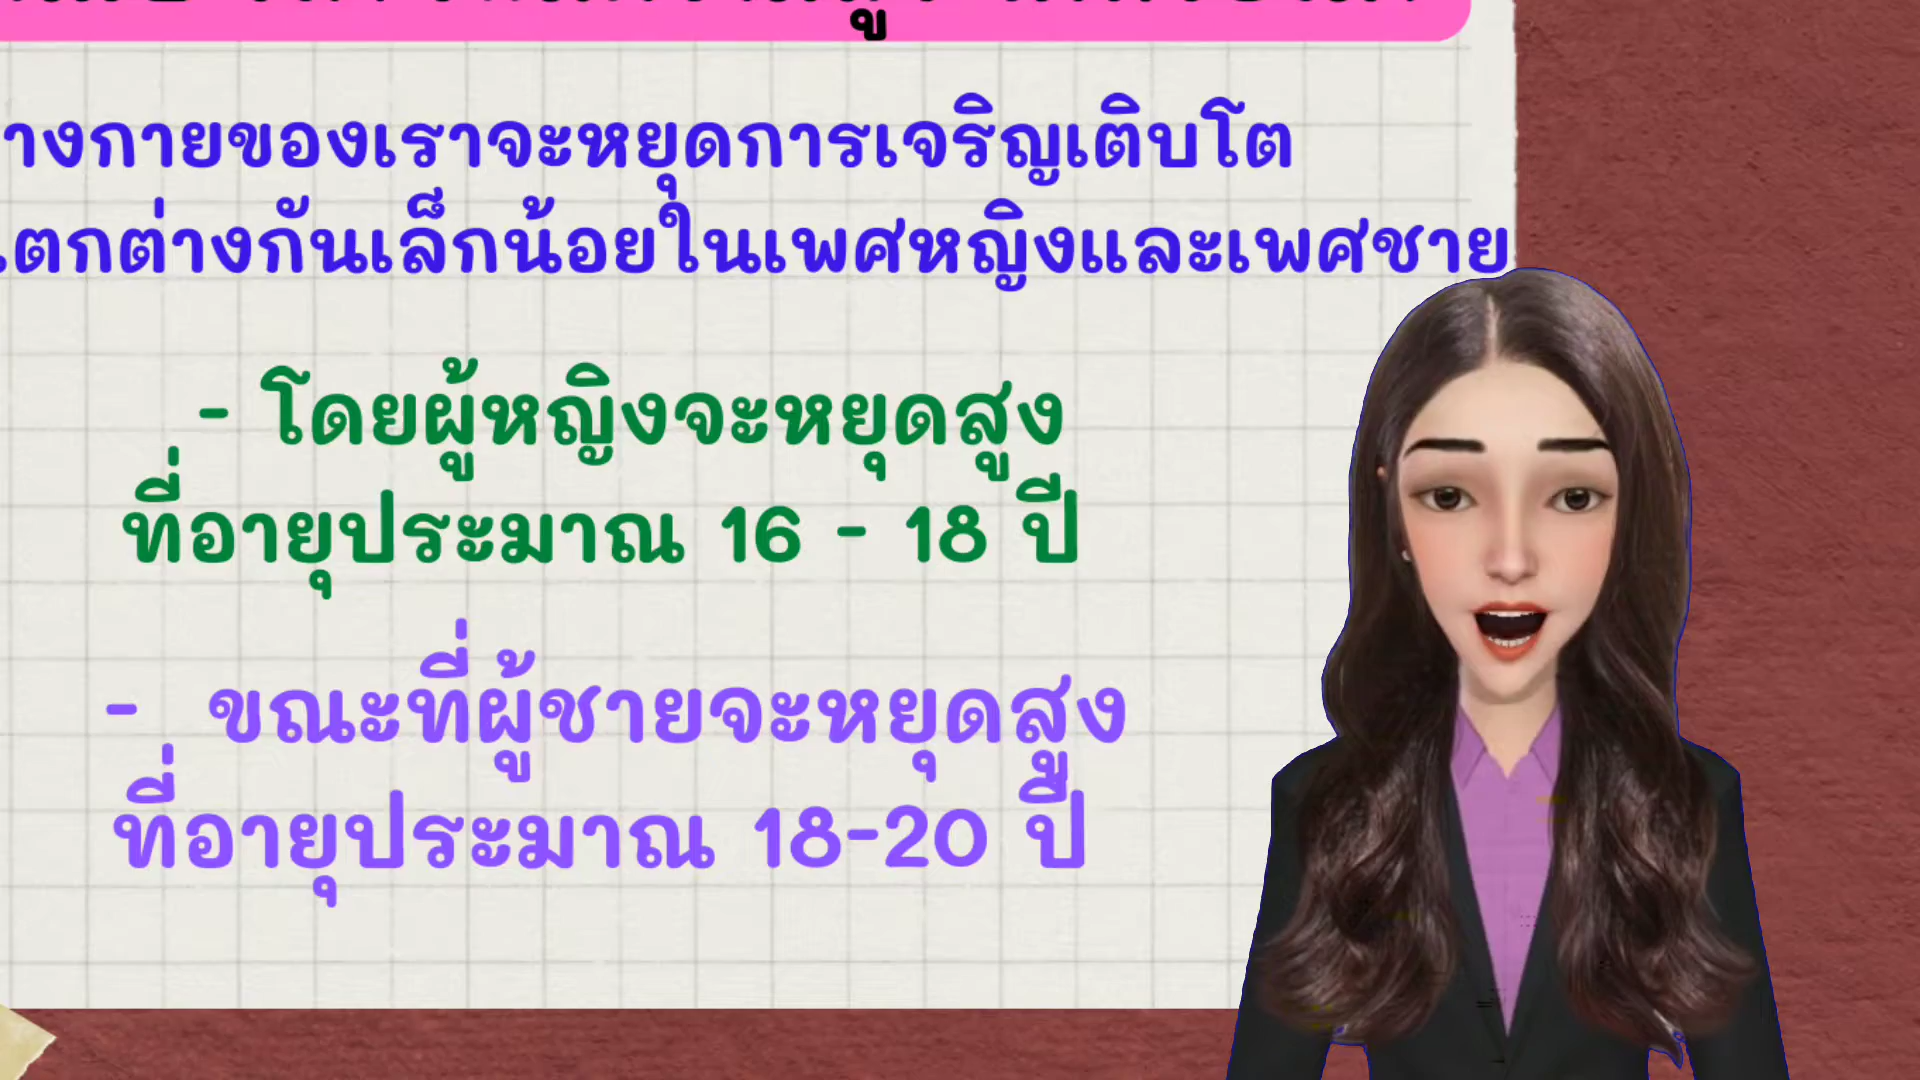 างกายของเราจะหยุดการเจริญเติบโต
แตกต่างกันเล็กน้อยในเพศหญิงและเพศชาย
- โดยผู้หญิงจะหยุดสูง
ที่อายุประมาณ 16 - 18 ปี
- ขณะที่ผู้ชายจะหยุดสูง
ที่อายุประมาณ 18-20 ปี